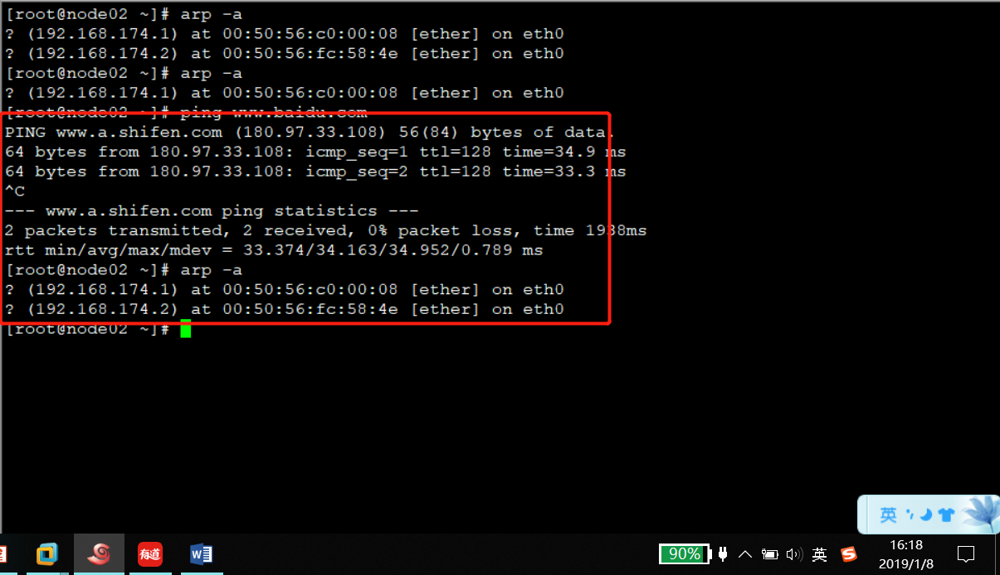 [root@node02 ~]# arp -a
? (192.168.174.1) at 00:50:56:c0:00:08 [ether] on eth0
? (192.168.174.2) at 00:50:56:fc:58:4e [ether] on eth0
[root@node02 ~]# arp -a
? (192.168.174.1) at 00:50:56:c0:00:08 [ether] on eth0
[root@node02 ~]# ping www.baidu.com
PING www.a.shifen.com (180.97.33.108) 56(84) bytes of data.
64 bytes from 180.97.33.108: icmp_seq=1 ttl=128 time=34.9 ms
64 bytes from 180.97.33.108: icmp_seq=2 ttl=128 time=33.3 ms
^C
--- www.a.shifen.com ping statistics ---
2 packets transmitted, 2 received, 0% packet loss, time 1938ms
rtt min/avg/max/mdev = 33.374/34.163/34.952/0.789 ms
[root@node02 ~]# arp -a
? (192.168.174.1) at 00:50:56:c0:00:08 [ether] on eth0
? (192.168.174.2) at 00:50:56:fc:58:4e [ether] on eth0
[root@node02 ~]#
英
有道
W
90%
英
S
16:18
2019/1/8